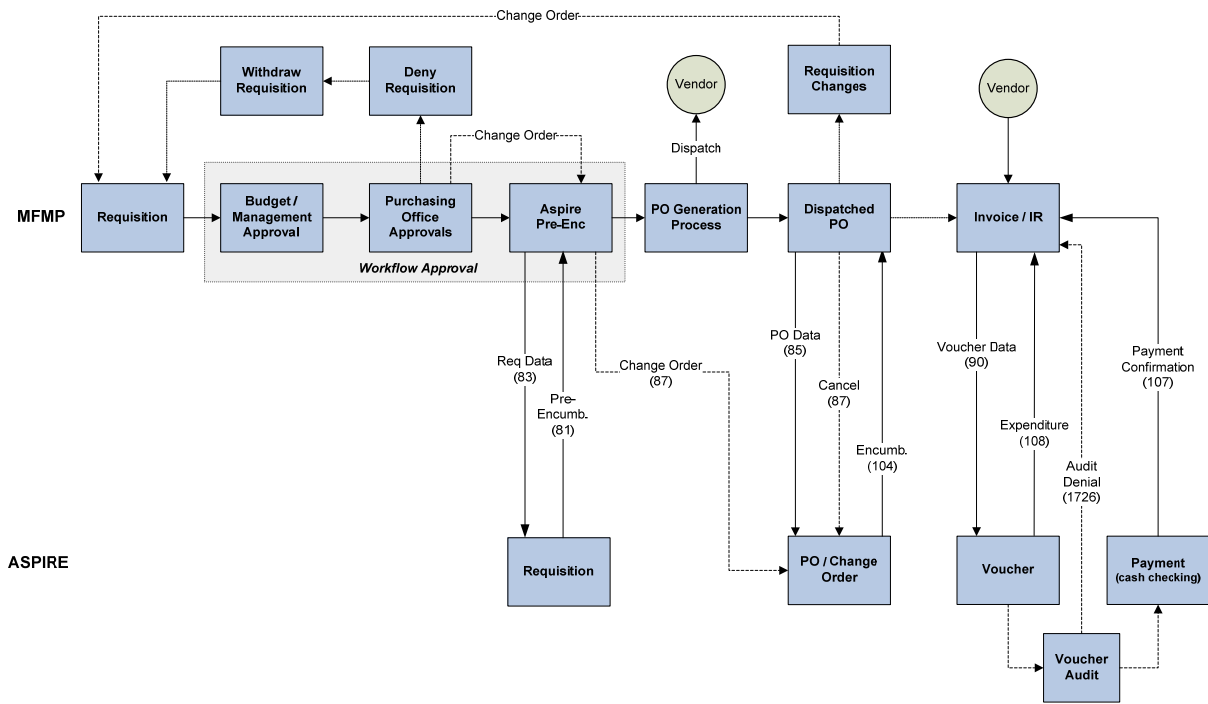 Change Order
Withdraw
Requisition
Deny
Requisition
Vendor
Requisition
Changes
Vendor
Change Order
Dispatch
MFMP
Requisition
Budget /
Management
Approval
Purchasing
Office
Approvals
Aspire
Pre-Enc
PO Generation
Process
Dispatched
PO
Invoice / IR
Workflow Approval
Req Data
(83)
Pre-
Encumb.
(81)
Change Order
(87)
PO Data
(85)
Cancel
(87)
Encumb.
(104)
Voucher Data
(90)
Expenditure
(108)
Audit
Denial
(1726)
Payment
Confirmation
(107)
ASPIRE
Requisition
PO / Change
Order
Voucher
Payment
(cash checking)
Voucher
Audit